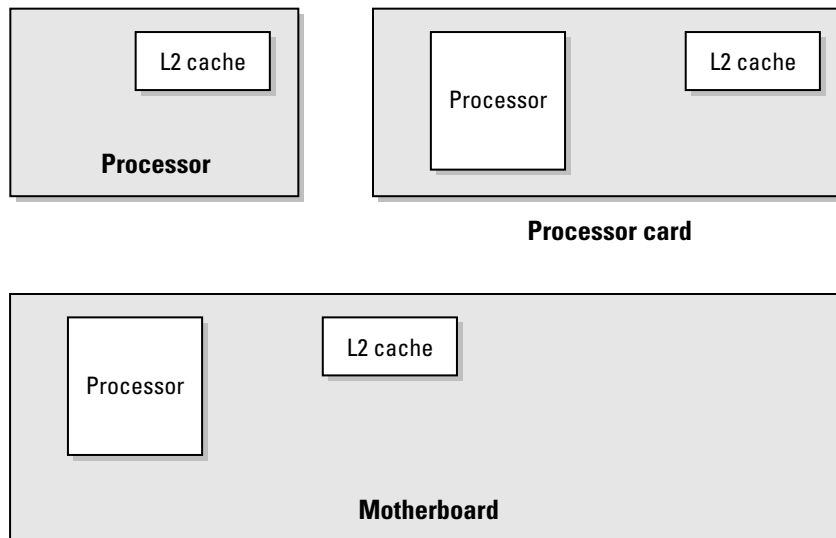 L2 cache
Processor
Processor
L2 cache
Processor card
Processor
L2 cache
Motherboard